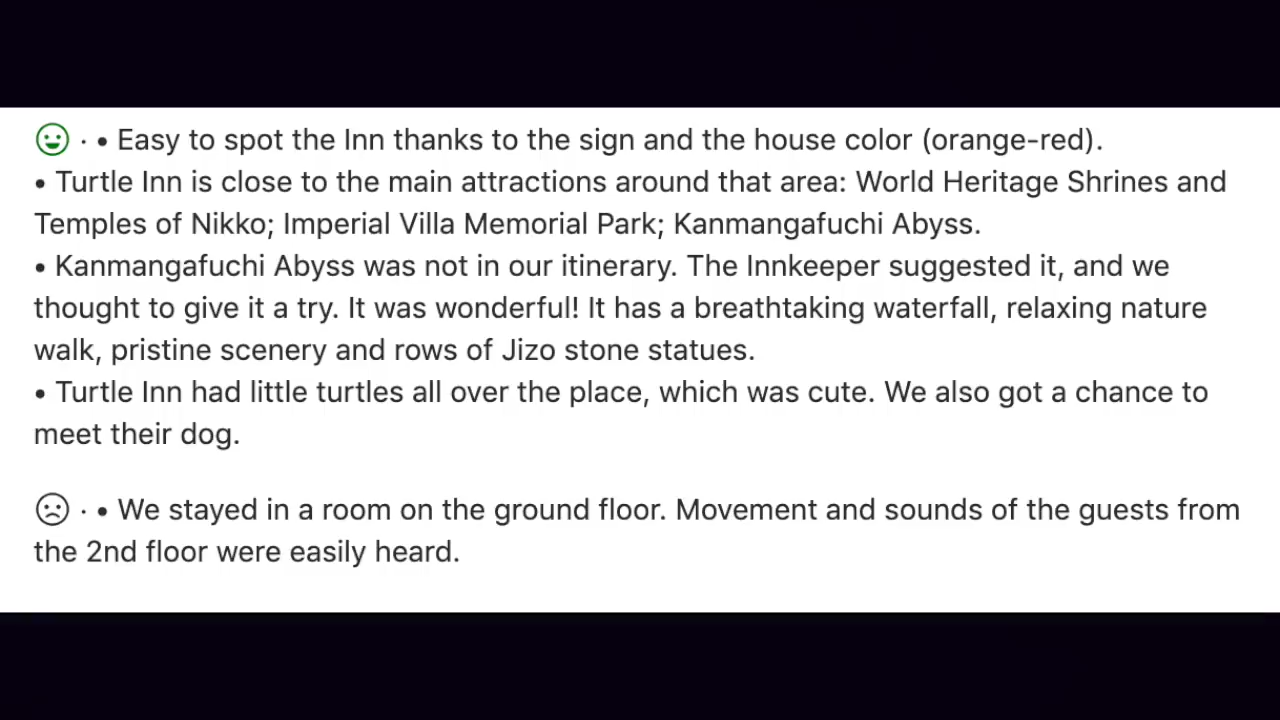 · • Easy to spot the Inn thanks to the sign and the house color (orange-red).
• Turtle Inn is close to the main attractions around that area: World Heritage Shrines and
Temples of Nikko; Imperial Villa Memorial Park; Kanmangafuchi Abyss.
• Kanmangafuchi Abyss was not in our itinerary. The Innkeeper suggested it, and we
thought to give it a try. It was wonderful! It has a breathtaking waterfall, relaxing nature
walk, pristine scenery and rows of Jizo stone statues.
• Turtle Inn had little turtles all over the place, which was cute. We also got a chance to
meet their dog.
· • We stayed in a room on the ground floor. Movement and sounds of the guests from
the 2nd floor were easily heard.